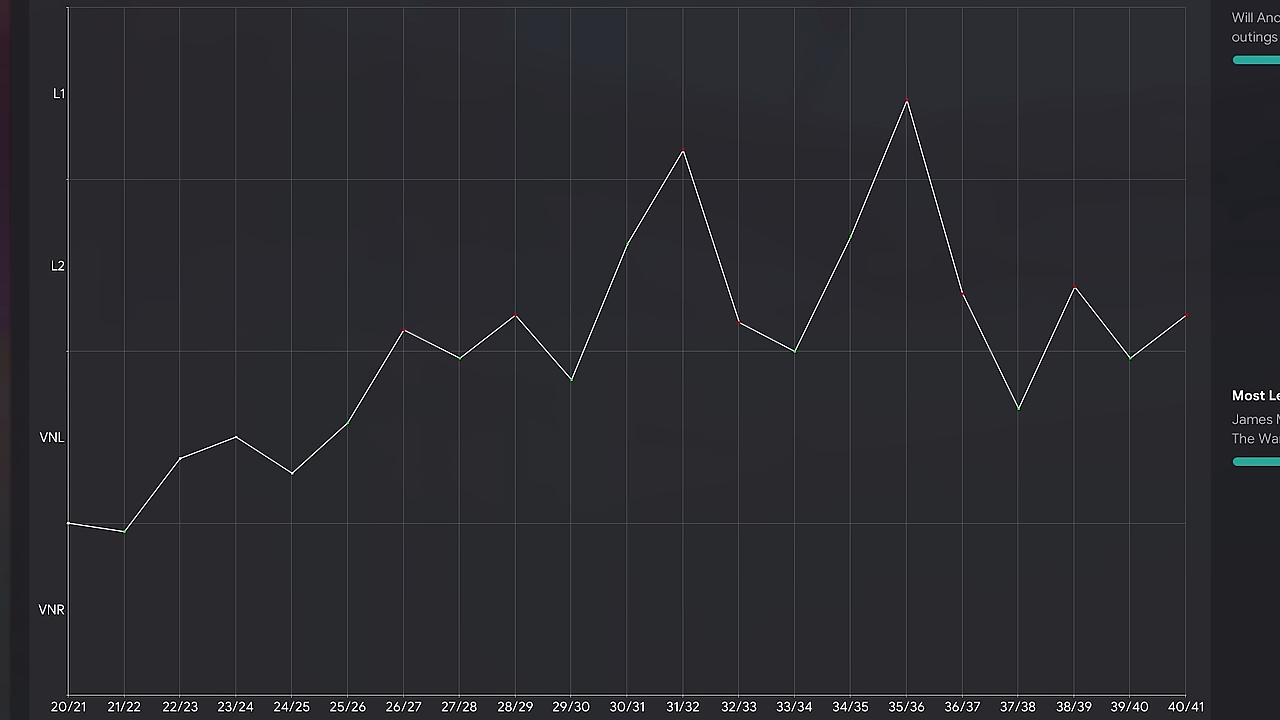 L1
L2
VNL
VNR
20/21 21/22 22/23 23/24 24/25 25/26 26/27 27/28 28/29 29/30 30/31 31/32 32/33 33/34 34/35 35/36 36/37 37/38 38/39 39/40 40/41
Will And
outings
Most Le
James M
The Wa